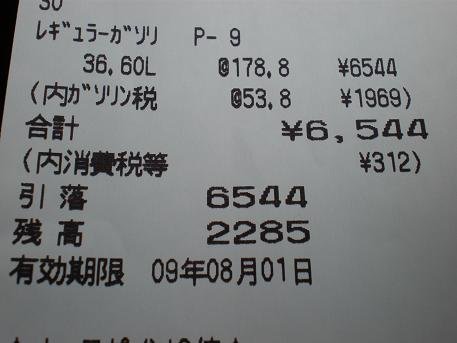 ﾚｷﾞｭﾗｰｶﾞｿﾘ P- 9
36.60L @178.8 ¥6544
(内ｶﾞｿﾘﾝ税 @53.8 ¥1969)
合計 ¥6,544
(内消費税等 ¥312)
引落 6544
残高 2285
有効期限 09年08月01日